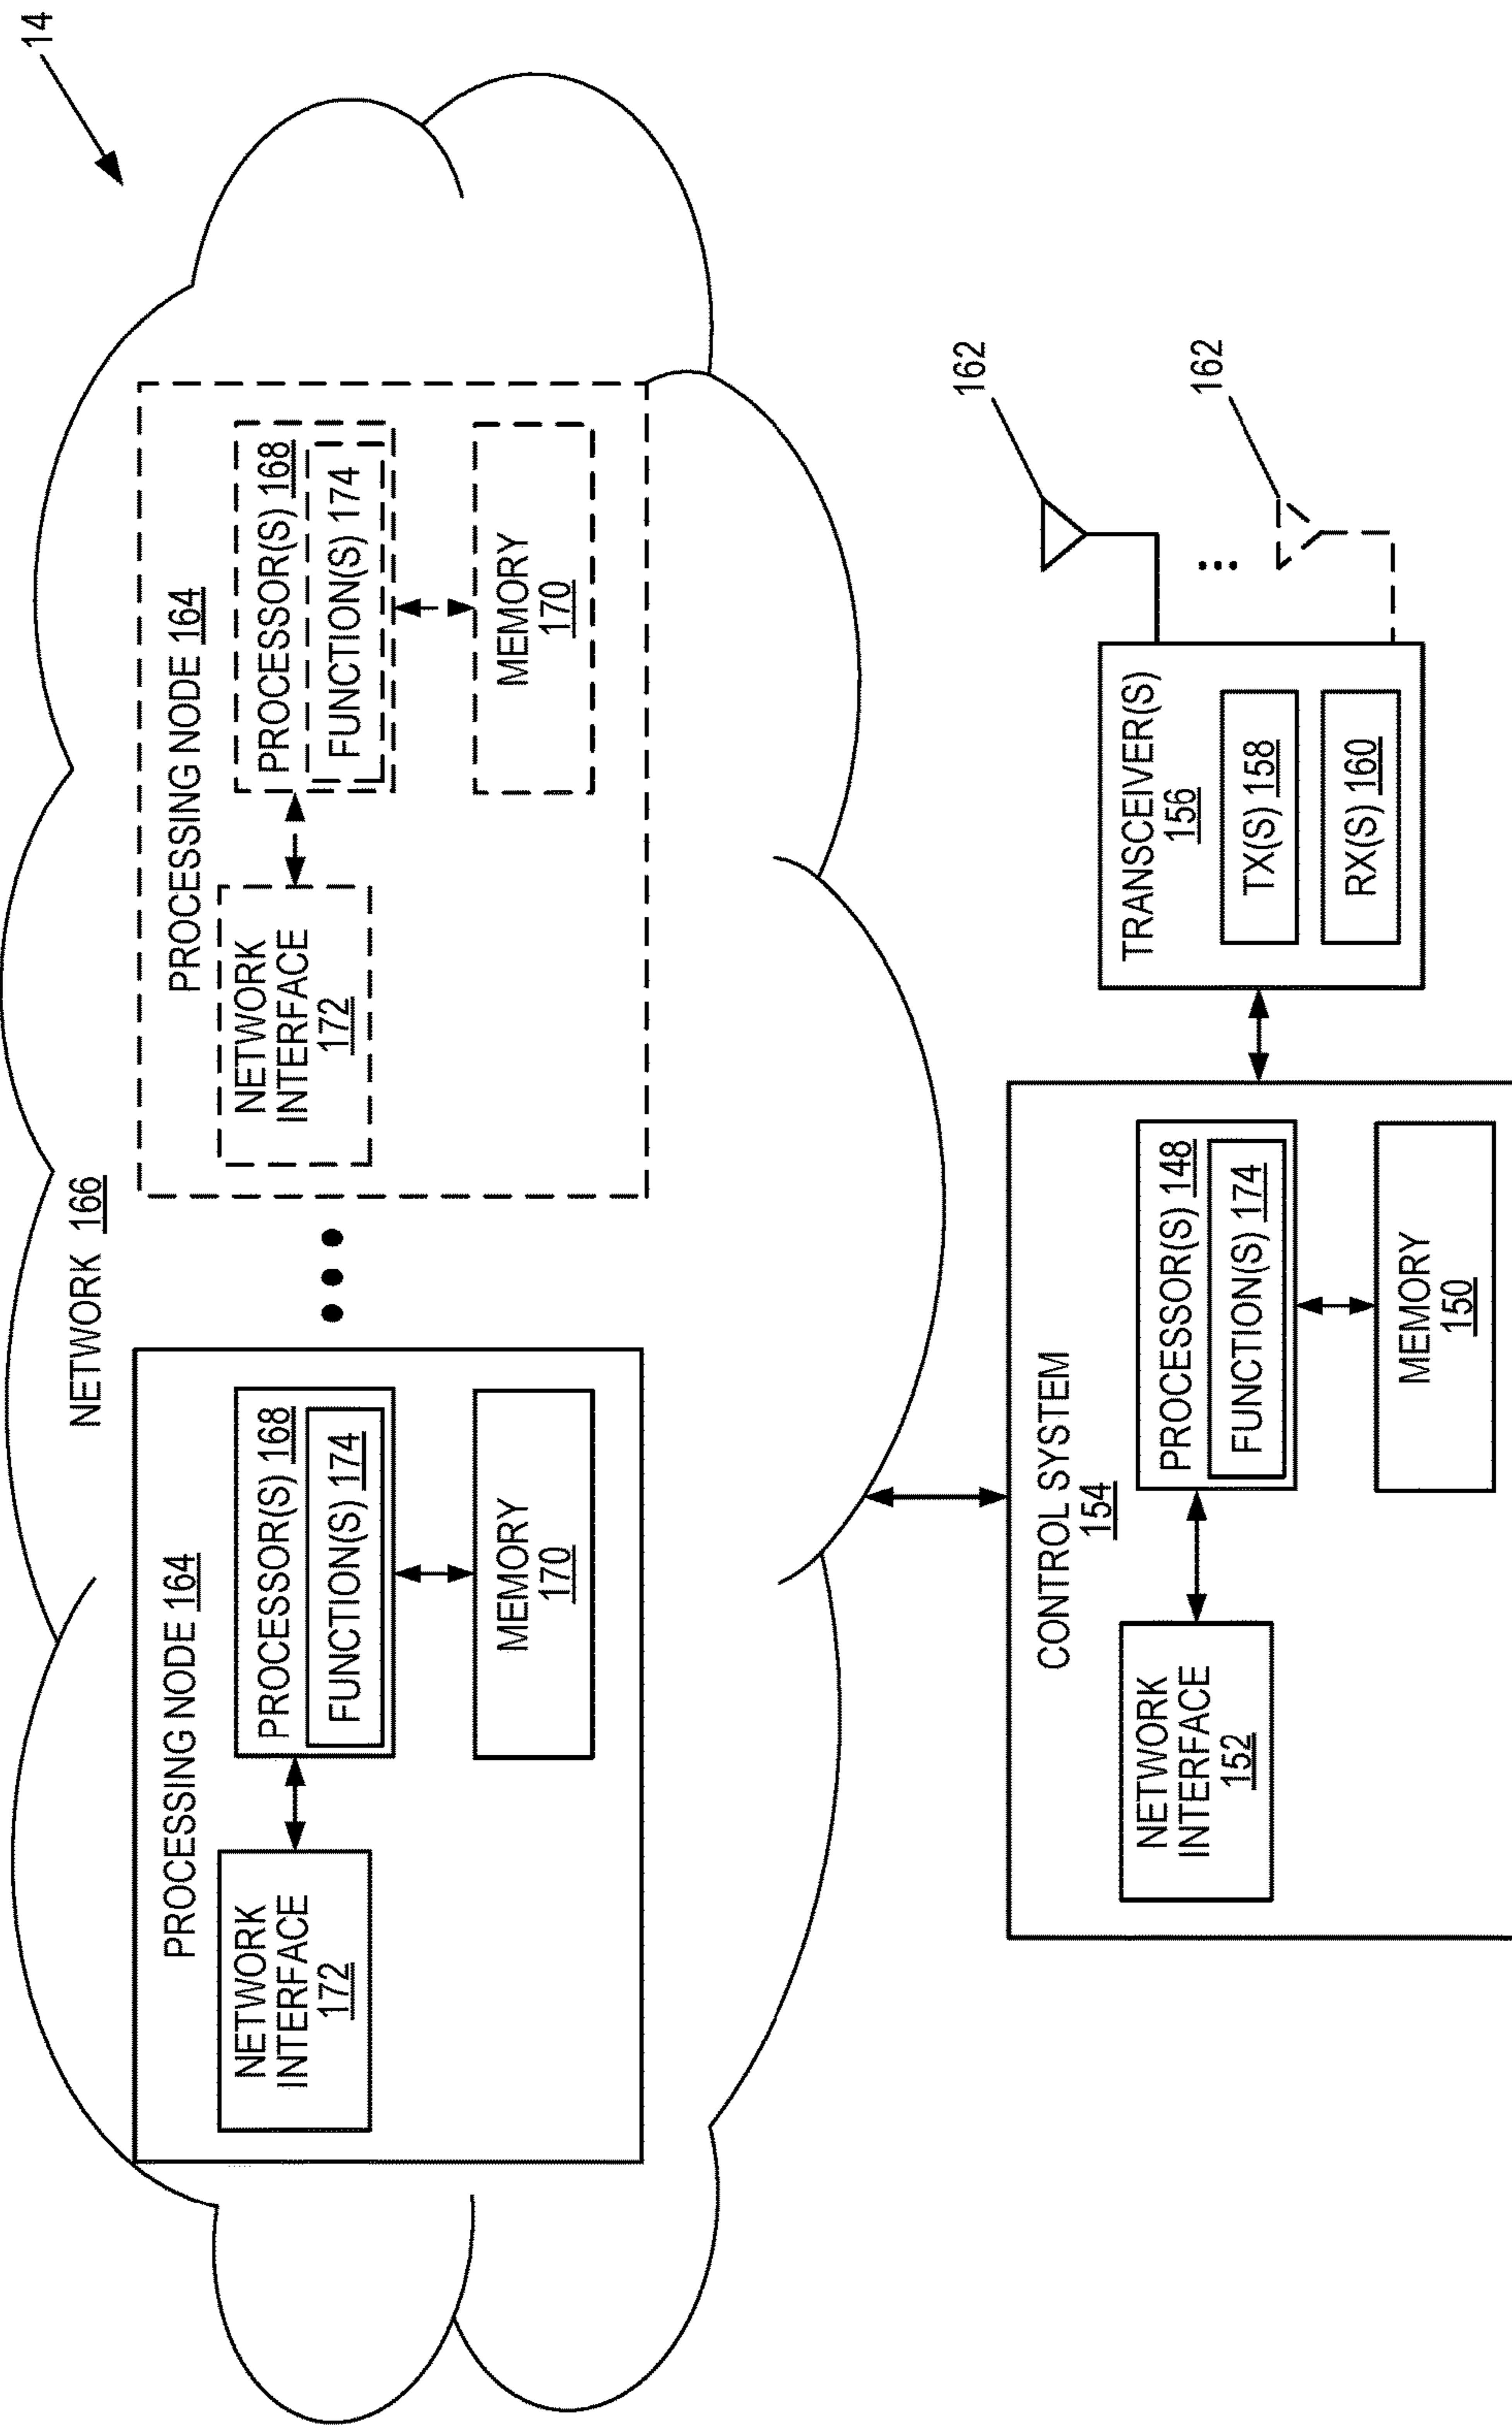 14
NETWORK 166
PROCESSING NODE 164
NETWORK
INTERFACE
172
PROCESSOR(S) 168
FUNCTION(S) 174
MEMORY
170
PROCESSING NODE 164
NETWORK
INTERFACE
172
PROCESSOR(S) 168
FUNCTION(S) 174
MEMORY
170
CONTROL SYSTEM
154
NETWORK
INTERFACE
152
PROCESSOR(S) 148
FUNCTION(S) 174
MEMORY
150
TRANSCEIVER(S)
156
TX(S) 158
RX(S) 160
162
162